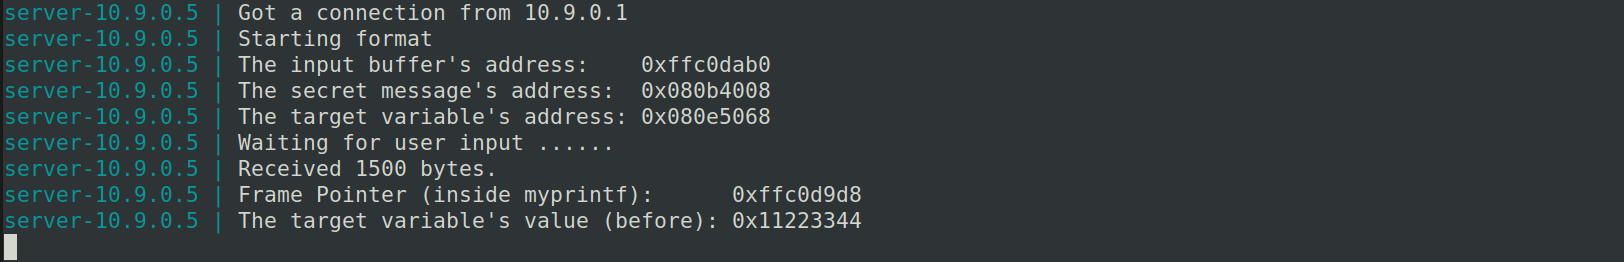 server-10.9.0.5 | Got a connection from 10.9.0.1
server-10.9.0.5 | Starting format
server-10.9.0.5 | The input buffer's address:    0xffc0dab0
server-10.9.0.5 | The secret message's address:  0x080b4008
server-10.9.0.5 | The target variable's address: 0x080e5068
server-10.9.0.5 | Waiting for user input ......
server-10.9.0.5 | Received 1500 bytes.
server-10.9.0.5 | Frame Pointer (inside myprintf):      0xffc0d9d8
server-10.9.0.5 | The target variable's value (before): 0x11223344